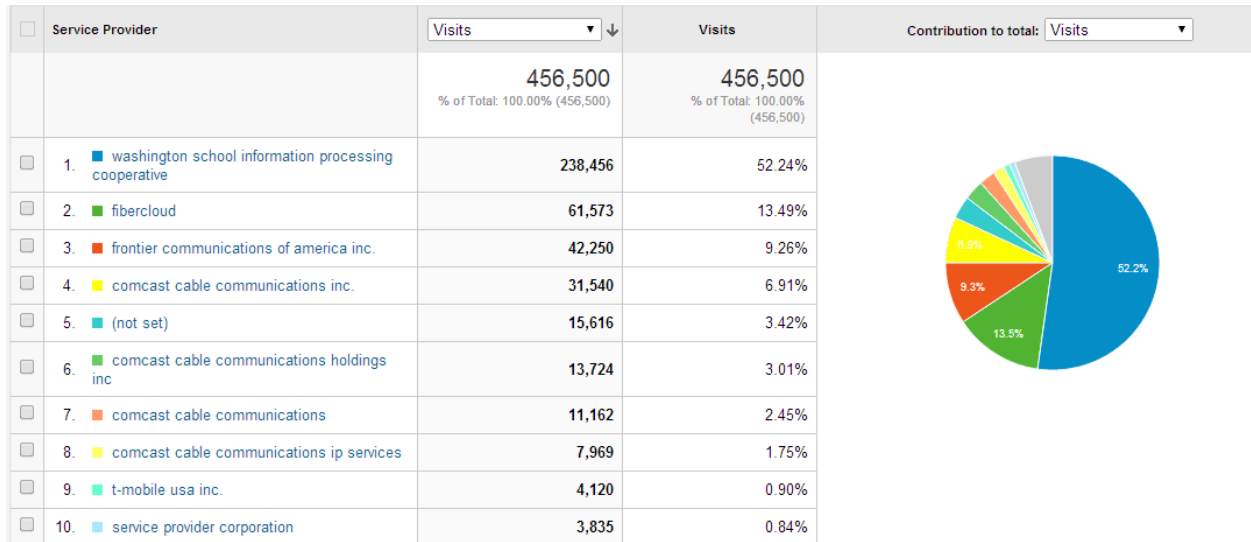 Service Provider Visits Visits Contribution to total: Visits
456,500 456,500
% of Total: 100.00% (456,500) % of Total: 100.00%
(456,500)
1. washington school information processing
cooperative 238,456 52.24%
2. fibercloud 61,573 13.49%
3. frontier communications of america inc. 42,250 9.26%
4. comcast cable communications inc. 31,540 6.91%
5. (not set) 15,616 3.42%
6. comcast cable communications holdings
inc 13,724 3.01%
7. comcast cable communications 11,162 2.45%
8. comcast cable communications ip services 7,969 1.75%
9. t-mobile usa inc. 4,120 0.90%
10. service provider corporation 3,835 0.84%
6.9%
52.2%
9.3%
13.5%